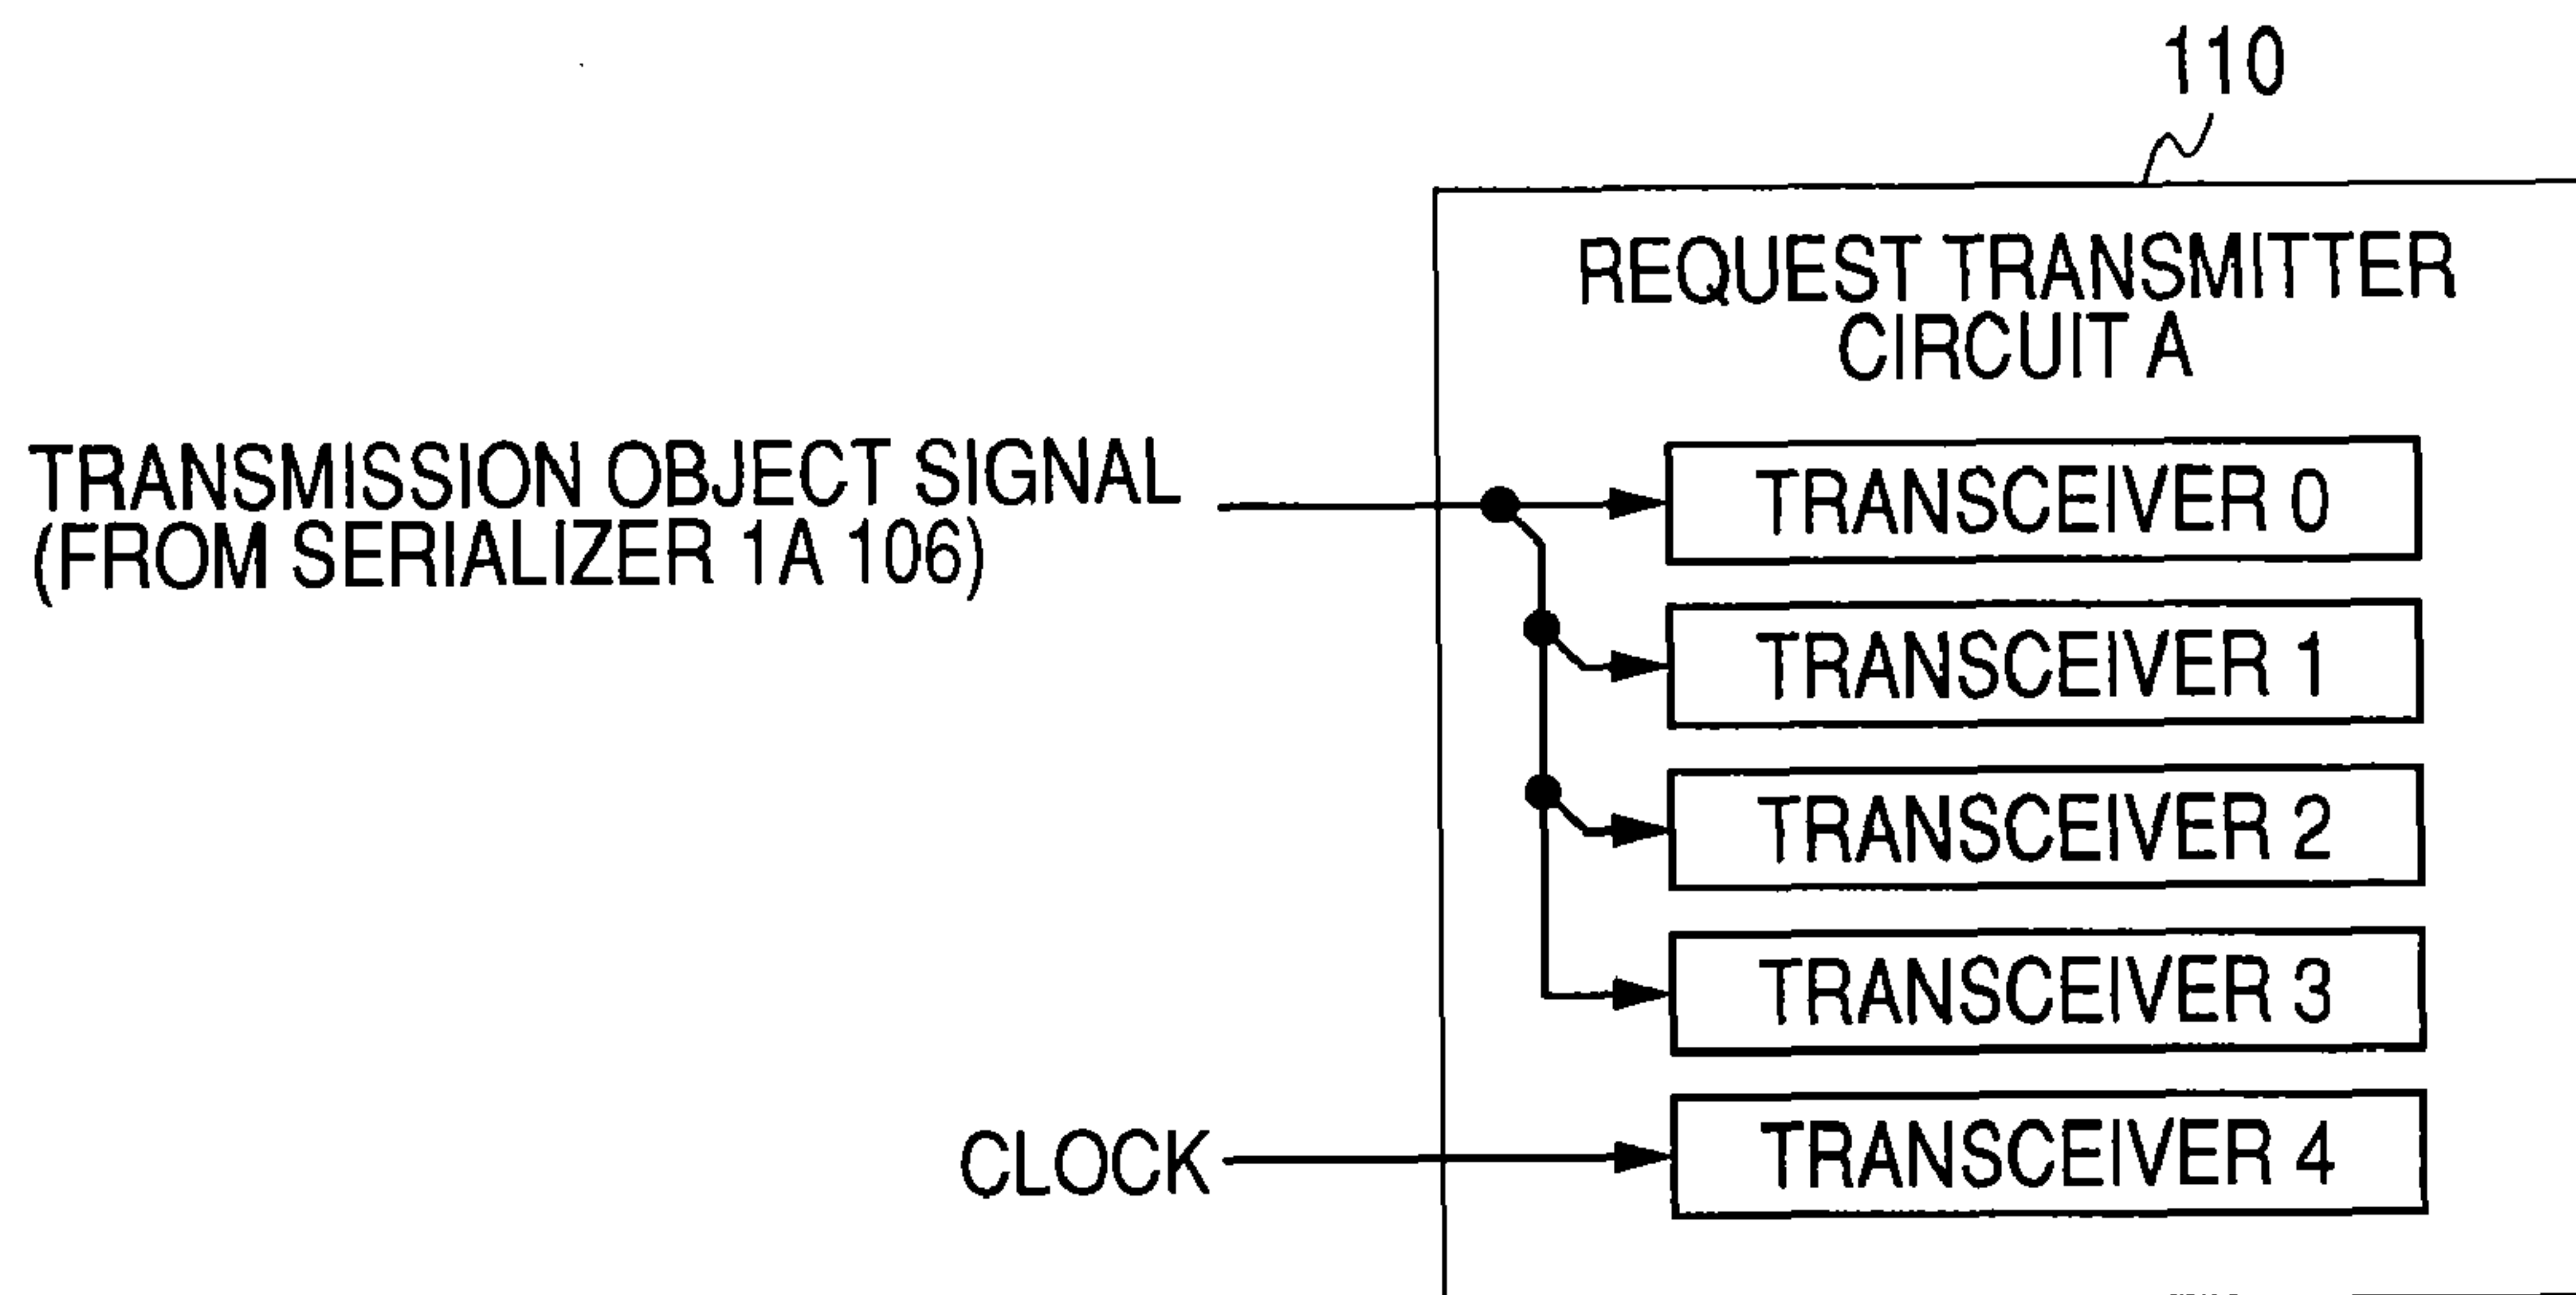 110
REQUEST TRANSMITTER
CIRCUIT A
TRANSMISSION OBJECT SIGNAL
(FROM SERIALIZER 1A 106)
TRANSCEIVER 0
TRANSCEIVER 1
TRANSCEIVER 2
TRANSCEIVER 3
CLOCK
TRANSCEIVER 4